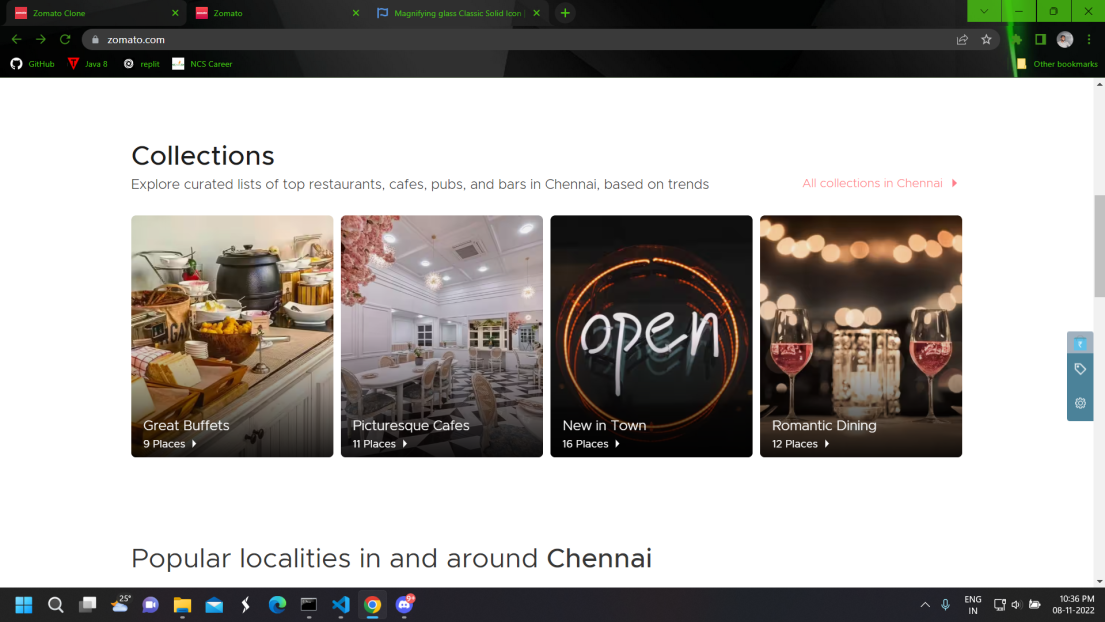 Zomato Clone
Zomato
Magnifying glass Classic Solid Icon |
zomato.com
GitHub
Java 8
replit
NCS Career
Other bookmarks
Collections
Explore curated lists of top restaurants, cafes, pubs, and bars in Chennai, based on trends
All collections in Chennai
open
Great Buffets
9 Places
Picturesque Cafes
11 Places
New in Town
16 Places
Romantic Dining
12 Places
Popular localities in and around Chennai
25°
9+
ENG
IN
10:36 PM
08-11-2022